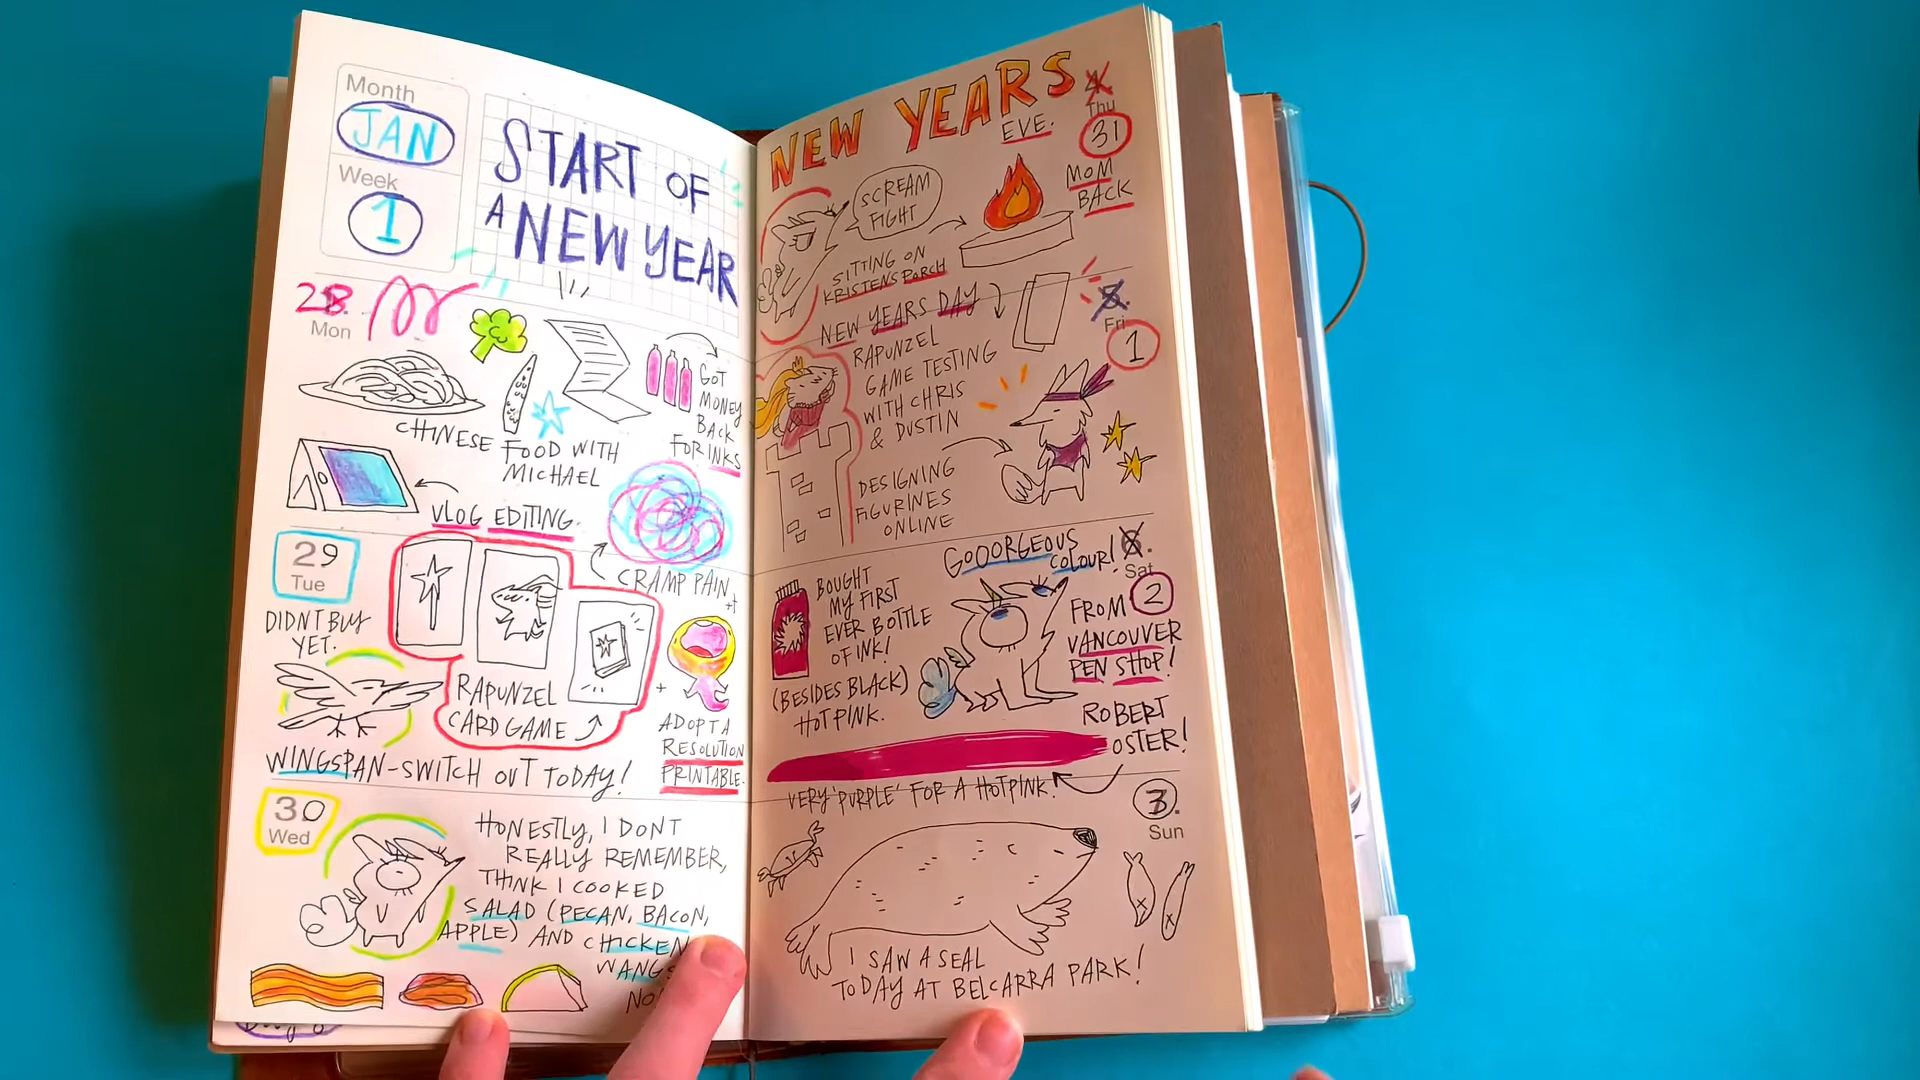 Month
JAN
Week
1
START OF
A NEW YEAR
28.
Mon
GOT
MONEY
BACK
FOR INKS
CHINESE FOOD WITH
MICHAEL
VLOG EDITING.
CRAMP PAIN
29
Tue
DIDNT BUY
YET.
RAPUNZEL
CARD GAME
+
ADOPT A
RESOLUTION
PRINTABLE.
WINGSPAN-SWITCH OUT TODAY!
30
Wed
HONESTLY, I DONT
REALLY REMEMBER,
THINK I COOKED
SALAD (PECAN, BACON,
APPLE) AND CHICKEN
WANGS
NEW YEARS
EVE.
Thu
31
MOM
BACK
SCREAM
FIGHT
SITTING ON
KRISTENS PORCH
NEW YEARS DAY
Fri
1
RAPUNZEL
GAME TESTING
WITH CHRIS
& DUSTIN
DESIGNING
FIGURINES
ONLINE
GOOORGEOUS
COLOUR!
6.
Sat
2
BOUGHT
MY FIRST
EVER BOTTLE
OF INK!
(BESIDES BLACK)
HOT PINK.
FROM
VANCOUVER
PEN SHOP!
ROBERT
OSTER!
VERY 'PURPLE' FOR A HOT PINK.
3.
Sun
I SAW A SEAL
TODAY AT BELCARRA PARK!